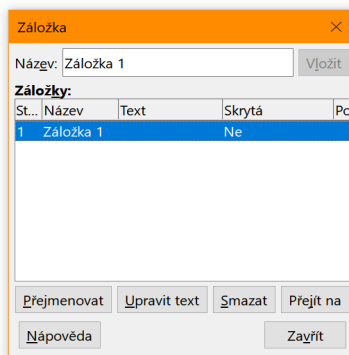 Záložka
Název: Záložka 1 Vložit
Záložky:
St... Název Text Skrytá Po
1 Záložka 1 Ne
Přejmenovat Upravit text Smazat Přejít na
Nápověda Zavřít